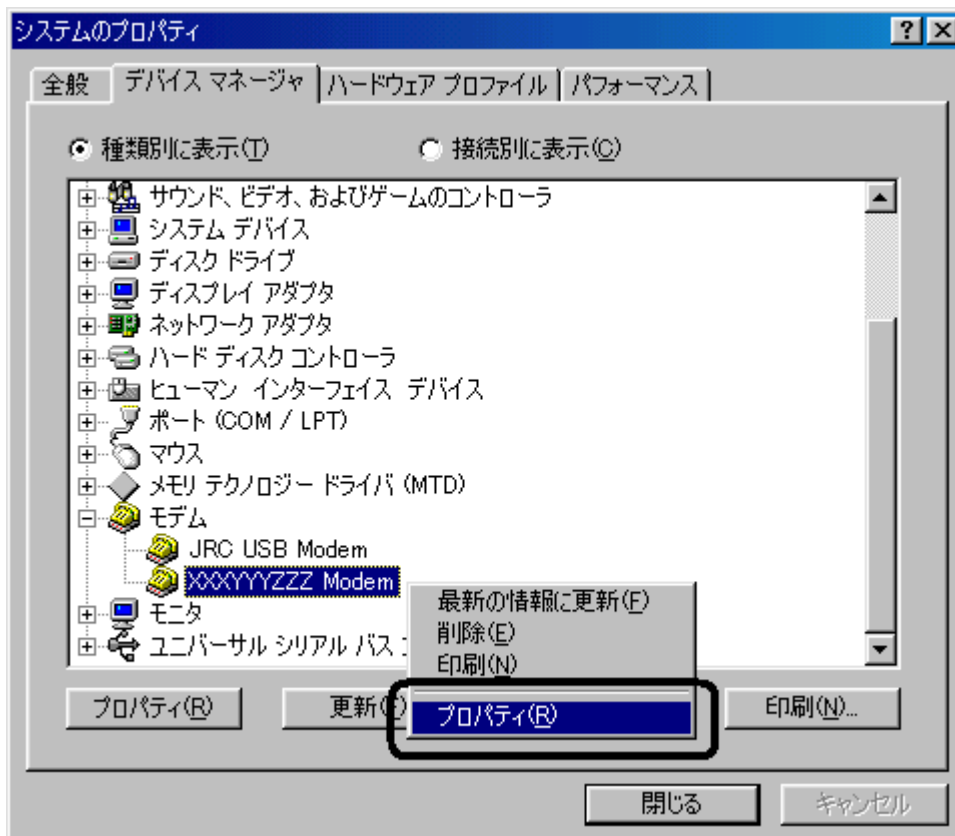 システムのプロパティ
全般 デバイス マネージャ ハードウェア プロファイル パフォーマンス
種類別に表示(T) 接続別に表示(C)
サウンド、ビデオ、およびゲームのコントローラ
システム デバイス
ディスク ドライブ
ディスプレイ アダプタ
ネットワーク アダプタ
ハード ディスク コントローラ
ヒューマン インターフェイス デバイス
ポート (COM / LPT)
マウス
メモリ テクノロジー ドライバ (MTD)
モデム
JRC USB Modem
XXXYYYZZZ Modem
モニタ
ユニバーサル シリアル バス
最新の情報に更新(F)
削除(E)
印刷(N)
プロパティ(R)
プロパティ(R) 更新 印刷(N)...
閉じる キャンセル